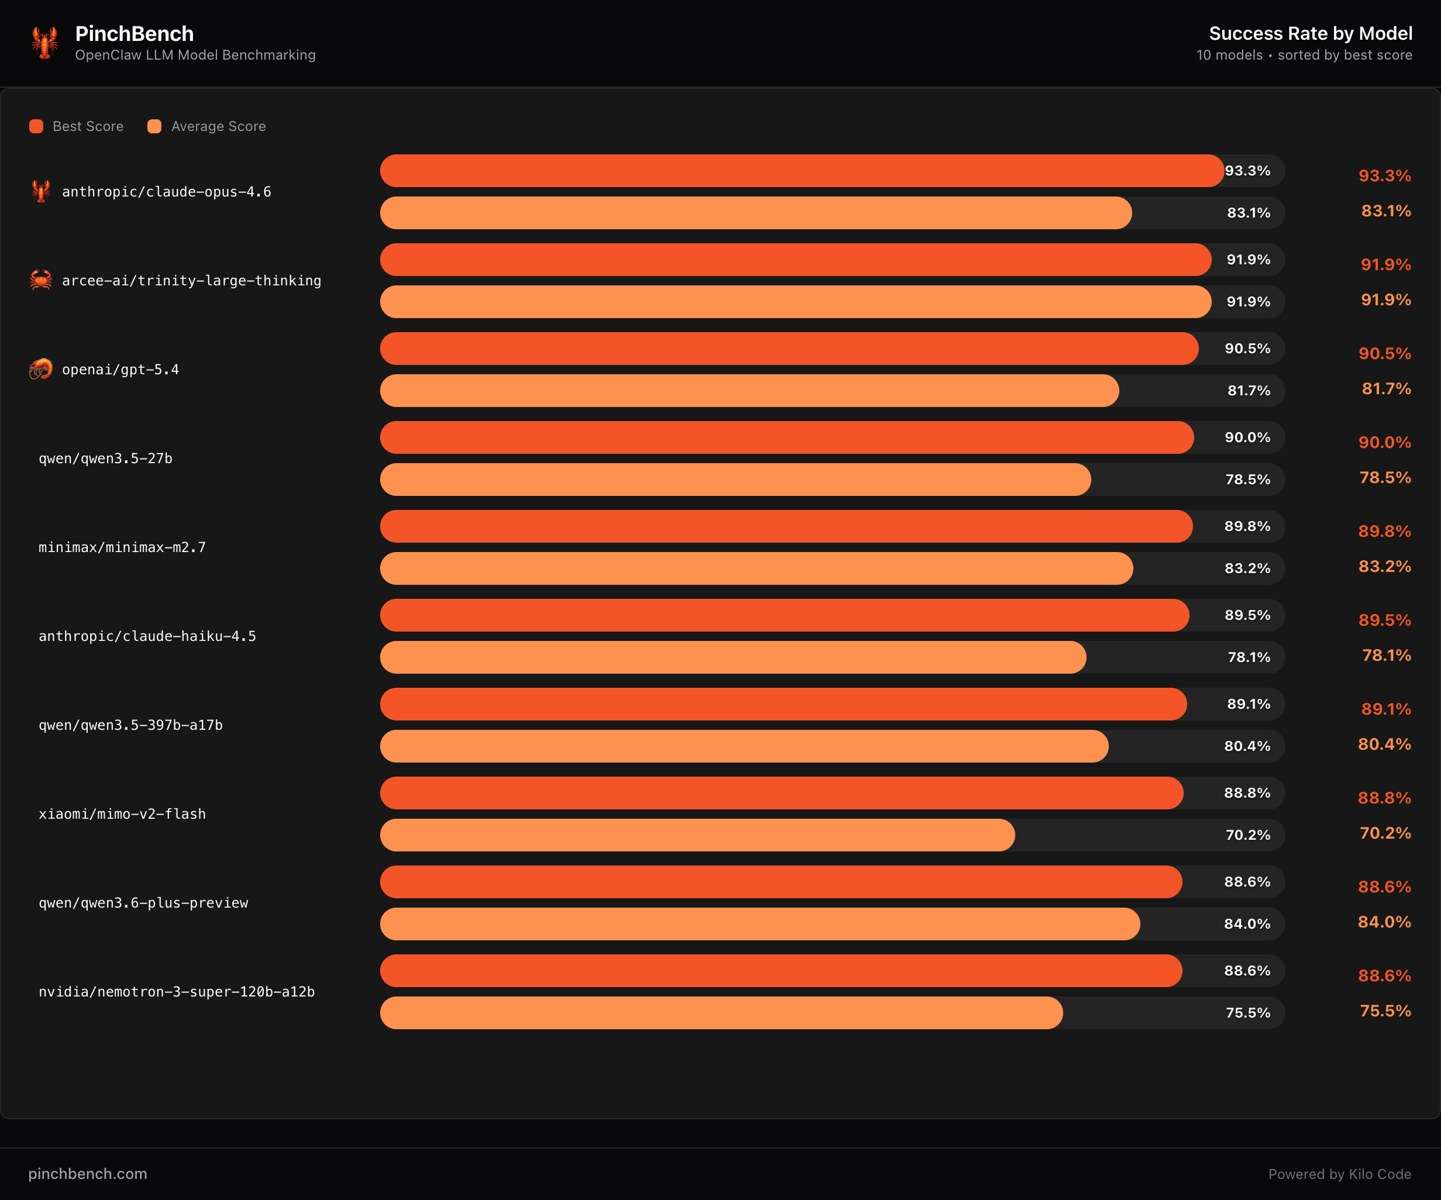 PinchBench
OpenClaw LLM Model Benchmarking
Success Rate by Model
10 models • sorted by best score
Best Score
Average Score
anthropic/claude-opus-4.6
93.3%
93.3%
83.1%
83.1%
arcee-ai/trinity-large-thinking
91.9%
91.9%
91.9%
91.9%
openai/gpt-5.4
90.5%
90.5%
81.7%
81.7%
qwen/qwen3.5-27b
90.0%
90.0%
78.5%
78.5%
minimax/minimax-m2.7
89.8%
89.8%
83.2%
83.2%
anthropic/claude-haiku-4.5
89.5%
89.5%
78.1%
78.1%
qwen/qwen3.5-397b-a17b
89.1%
89.1%
80.4%
80.4%
xiaomi/mimo-v2-flash
88.8%
88.8%
70.2%
70.2%
qwen/qwen3.6-plus-preview
88.6%
88.6%
84.0%
84.0%
nvidia/nemotron-3-super-120b-a12b
88.6%
88.6%
75.5%
75.5%
pinchbench.com
Powered by Kilo Code